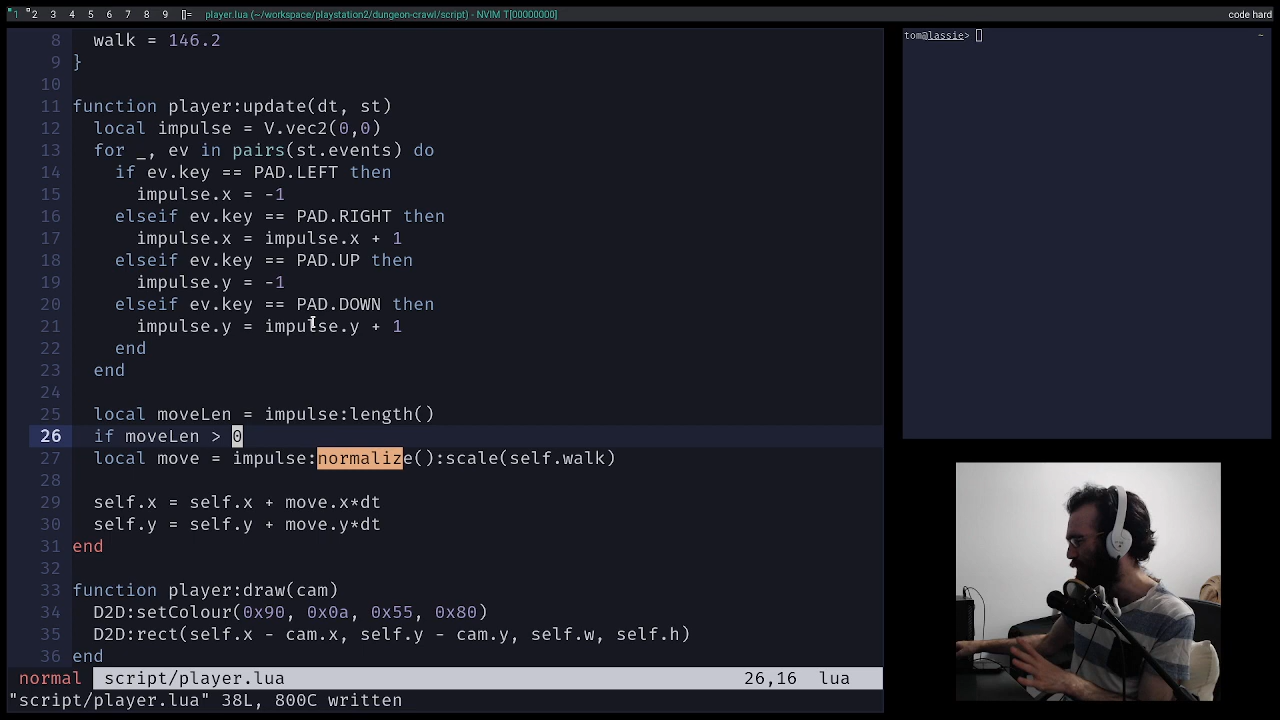 1 2 3 4 5 6 7 8 9 []= player.lua (~/workspace/playstation2/dungeon-crawl/script) - NVIM T[00000000] code hard
8 walk = 146.2
9 }
10
11 function player:update(dt, st)
12 local impulse = V.vec2(0,0)
13 for _, ev in pairs(st.events) do
14 if ev.key == PAD.LEFT then
15 impulse.x = -1
16 elseif ev.key == PAD.RIGHT then
17 impulse.x = impulse.x + 1
18 elseif ev.key == PAD.UP then
19 impulse.y = -1
20 elseif ev.key == PAD.DOWN then
21 impulse.y = impulse.y + 1
22 end
23 end
24
25 local moveLen = impulse:length()
26 if moveLen > 0
27 local move = impulse:normalize():scale(self.walk)
28
29 self.x = self.x + move.x*dt
30 self.y = self.y + move.y*dt
31 end
32
33 function player:draw(cam)
34 D2D:setColour(0x90, 0x0a, 0x55, 0x80)
35 D2D:rect(self.x - cam.x, self.y - cam.y, self.w, self.h)
36 end
normal script/player.lua 26,16 lua
"script/player.lua" 38L, 800C written
tom@lassie> ~